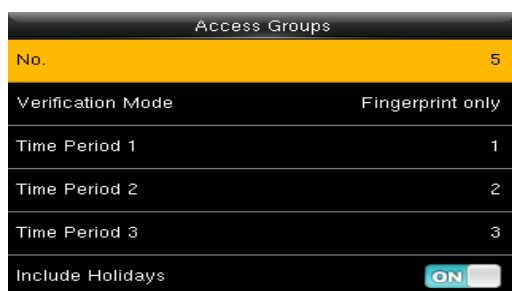 Access Groups
No. 5
Verification Mode Fingerprint only
Time Period 1 1
Time Period 2 2
Time Period 3 3
Include Holidays ON